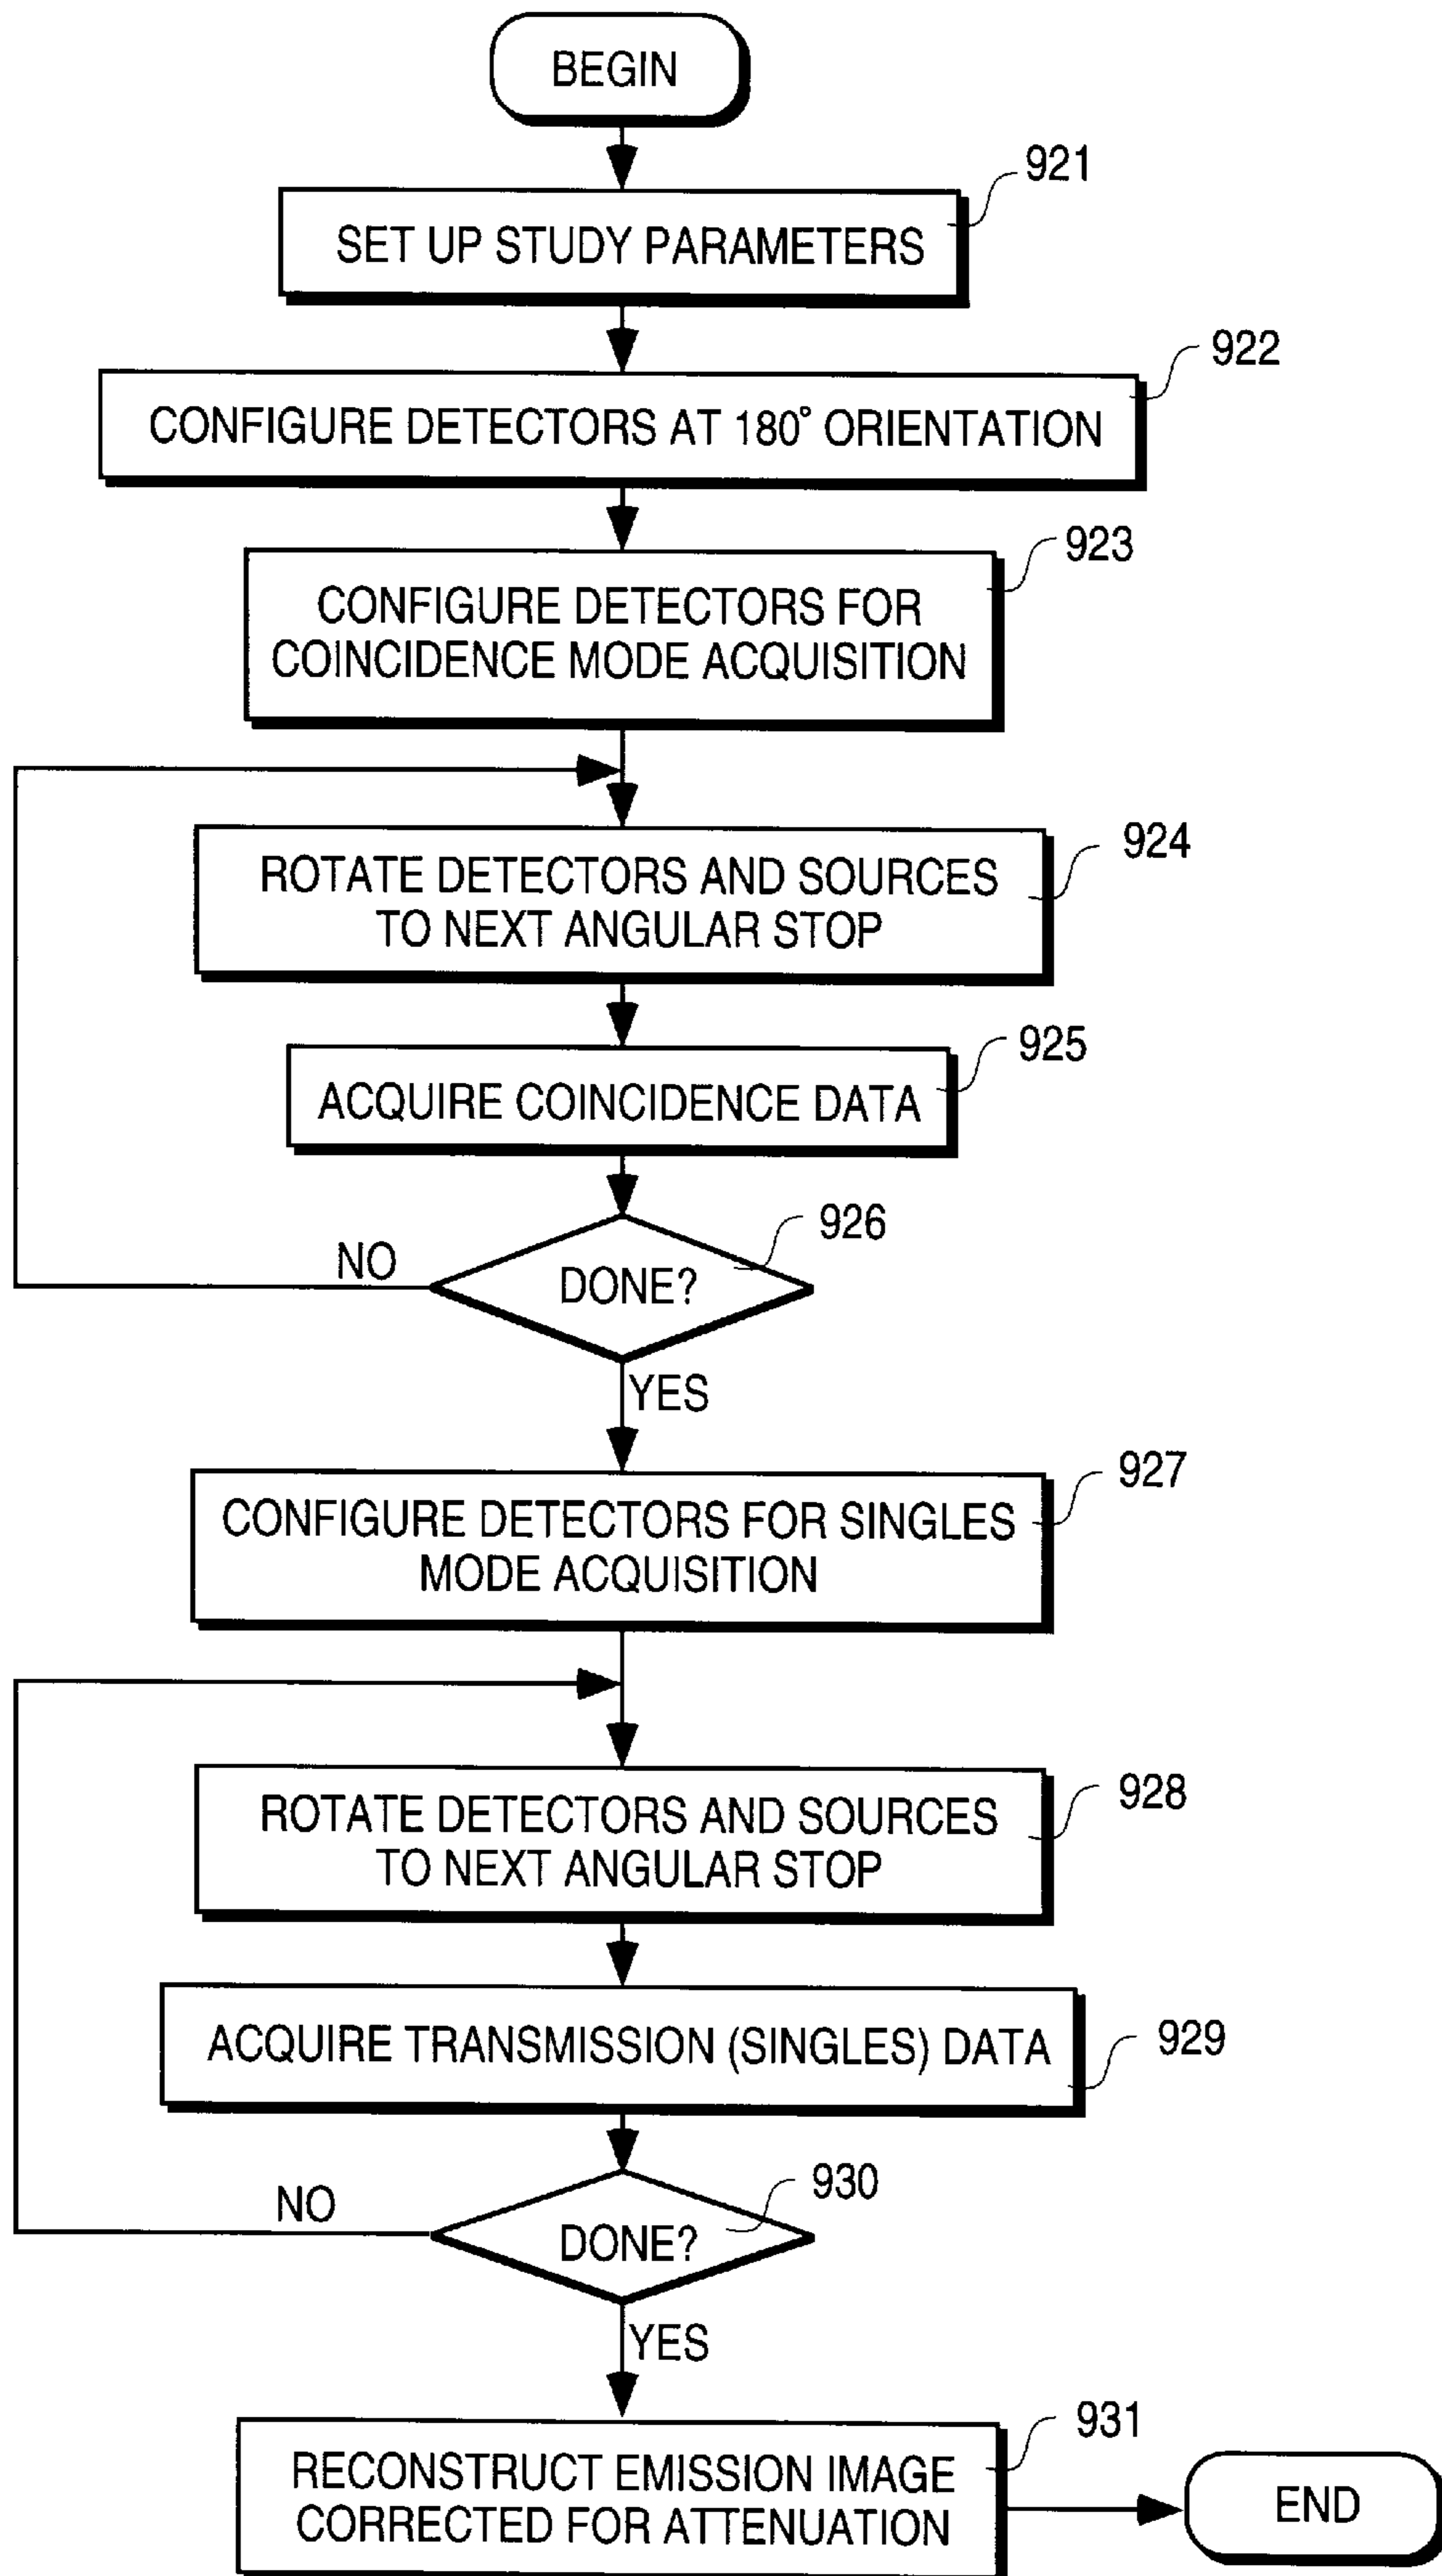 BEGIN
921
SET UP STUDY PARAMETERS
922
CONFIGURE DETECTORS AT 180° ORIENTATION
923
CONFIGURE DETECTORS FOR
COINCIDENCE MODE ACQUISITION
924
ROTATE DETECTORS AND SOURCES
TO NEXT ANGULAR STOP
925
ACQUIRE COINCIDENCE DATA
926
NO
DONE?
YES
927
CONFIGURE DETECTORS FOR SINGLES
MODE ACQUISITION
928
ROTATE DETECTORS AND SOURCES
TO NEXT ANGULAR STOP
929
ACQUIRE TRANSMISSION (SINGLES) DATA
930
NO
DONE?
YES
931
RECONSTRUCT EMISSION IMAGE
CORRECTED FOR ATTENUATION
END